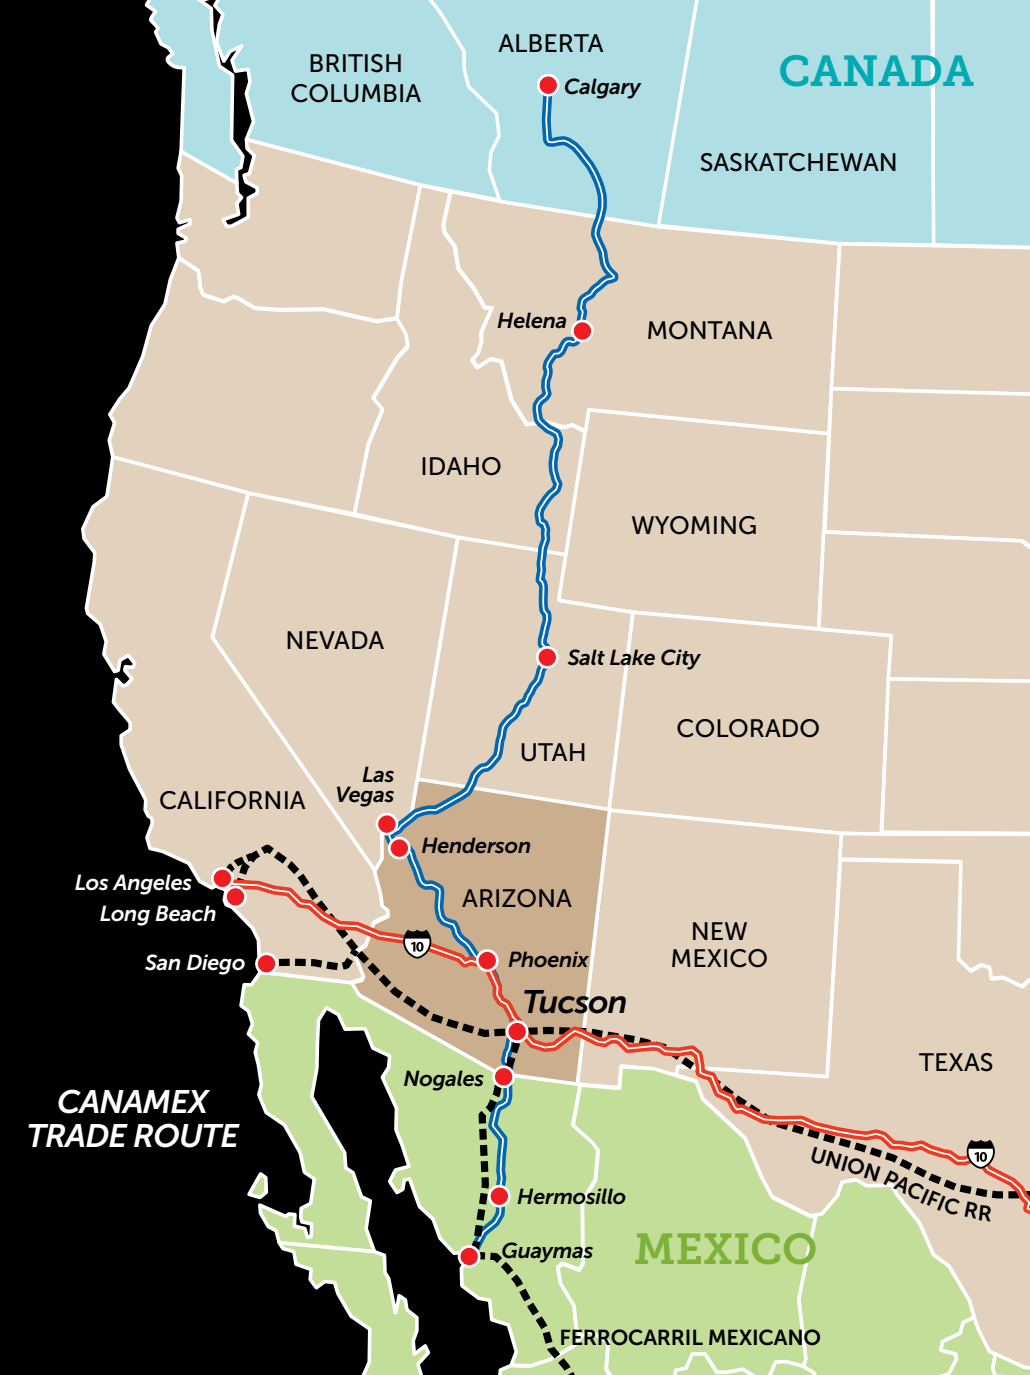 ALBERTA
BRITISH
COLUMBIA
CANADA
Calgary
SASKATCHEWAN
Helena
MONTANA
IDAHO
WYOMING
NEVADA
Salt Lake City
COLORADO
UTAH
Las
Vegas
CALIFORNIA
Henderson
Los Angeles
ARIZONA
Long Beach
NEW
MEXICO
10
San Diego
Phoenix
Tucson
TEXAS
Nogales
CANAMEX
TRADE ROUTE
10
UNION PACIFIC RR
Hermosillo
Guaymas
MEXICO
FERROCARRIL MEXICANO